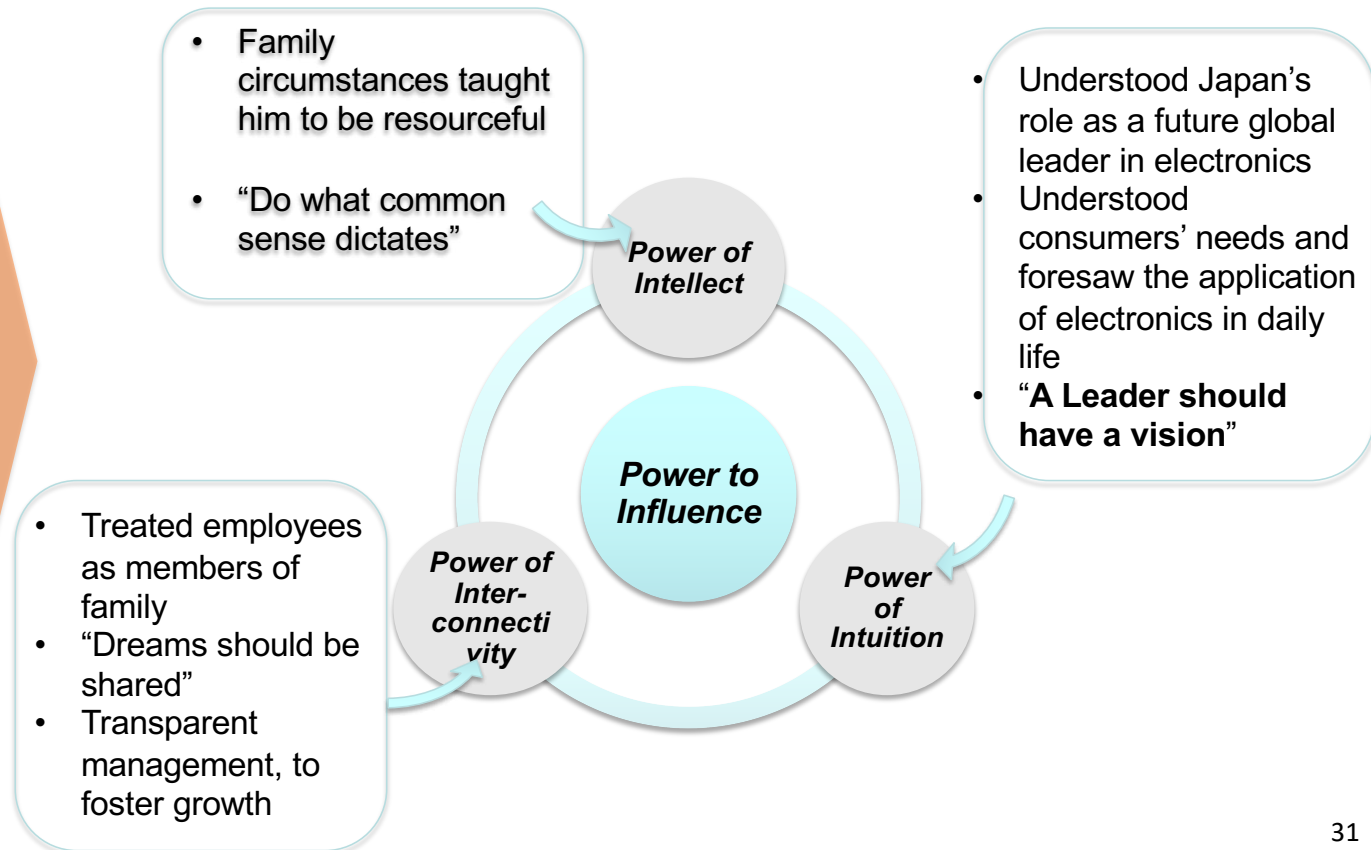 • Family
circumstances taught
him to be resourceful
• “Do what common
sense dictates”
• Understood Japan’s
role as a future global
leader in electronics
• Understood
consumers’ needs and
foresaw the application
of electronics in daily
life
• “A Leader should
have a vision”
Power of
Intellect
Power to
Influence
Power of
Inter-
connecti
vity
Power
of
Intuition
• Treated employees
as members of
family
• “Dreams should be
shared”
• Transparent
management, to
foster growth
31